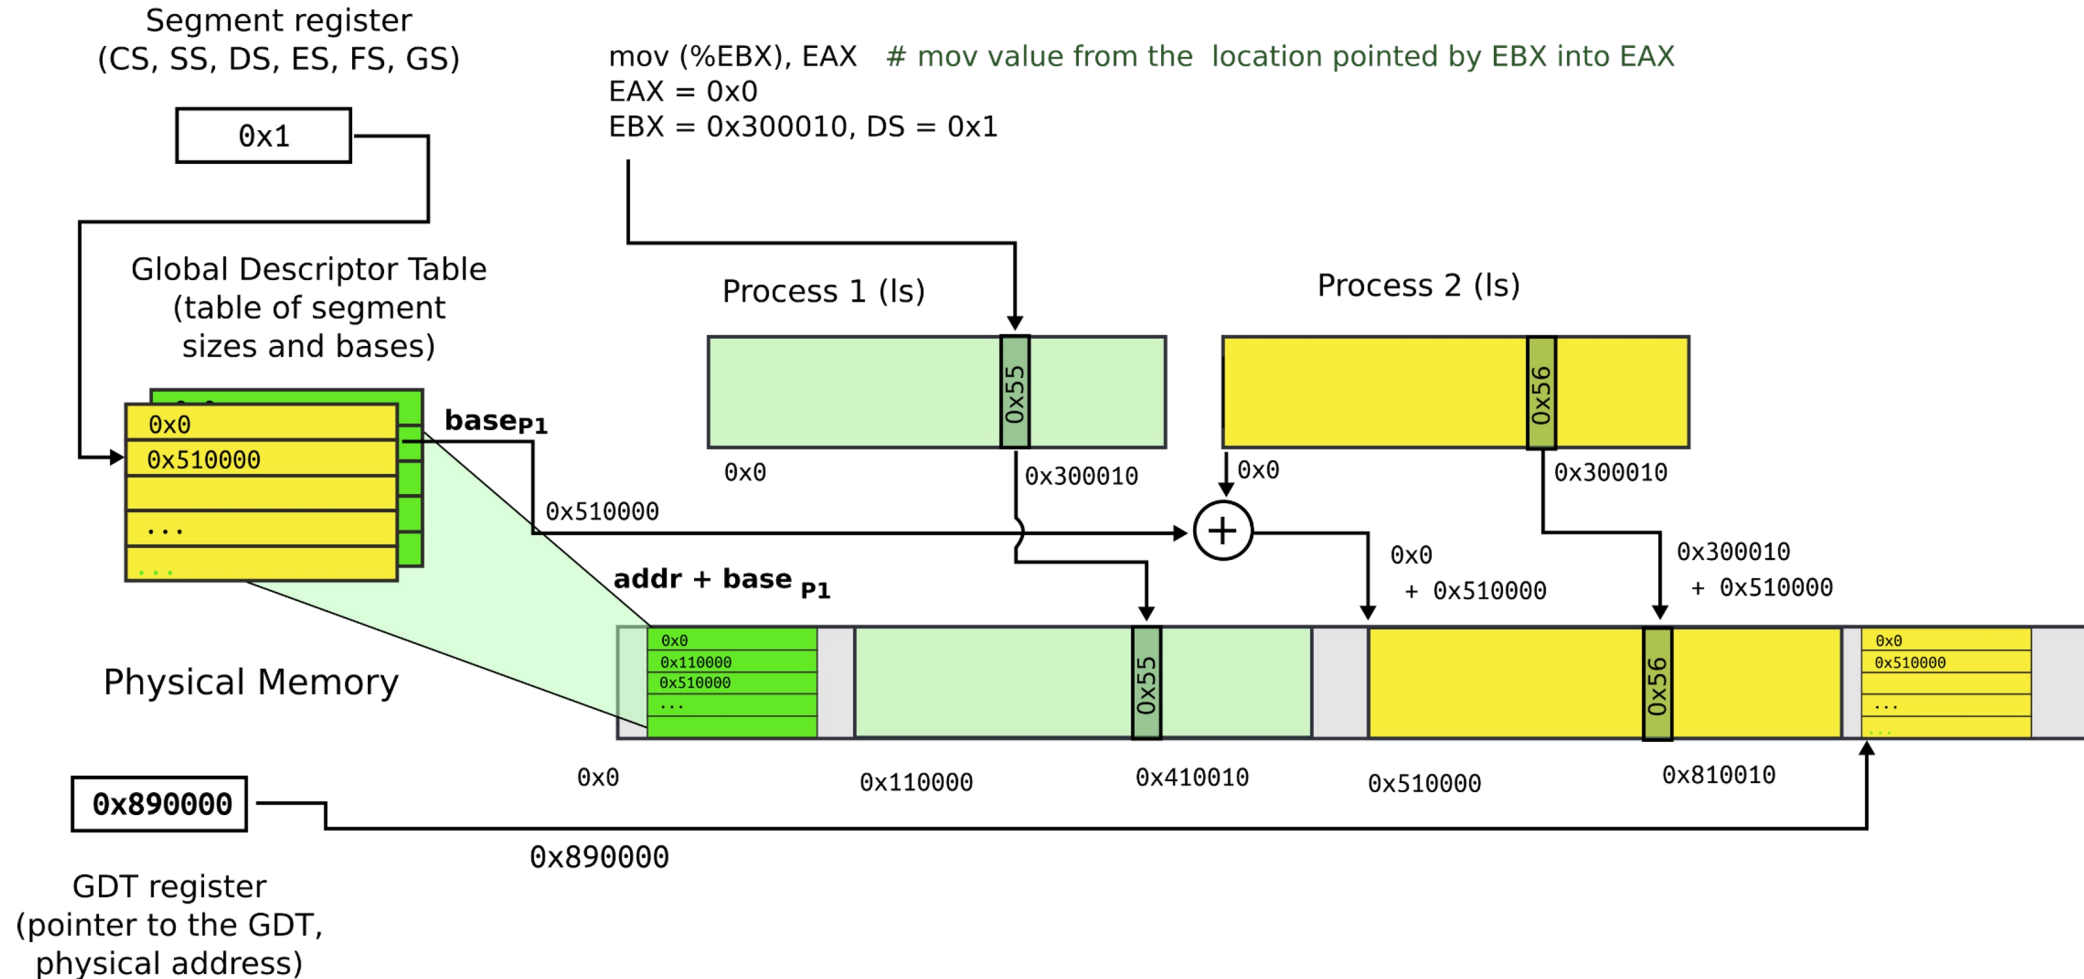 Segment register
(CS, SS, DS, ES, FS, GS)
0x1
mov (%EBX), EAX # mov value from the location pointed by EBX into EAX
EAX = 0x0
EBX = 0x300010, DS = 0x1
Global Descriptor Table
(table of segment
sizes and bases)
0x0
0x510000
...
...
baseP1
0x510000
Process 1 (ls)
0x55
0x0
0x300010
Process 2 (ls)
0x56
0x0
0x300010
+
addr + base P1
0x0
+ 0x510000
0x300010
+ 0x510000
Physical Memory
0x0
0x110000
0x510000
...
0x55
0x56
0x0
0x510000
...
...
0x0
0x110000
0x410010
0x510000
0x810010
0x890000
0x890000
GDT register
(pointer to the GDT,
physical address)